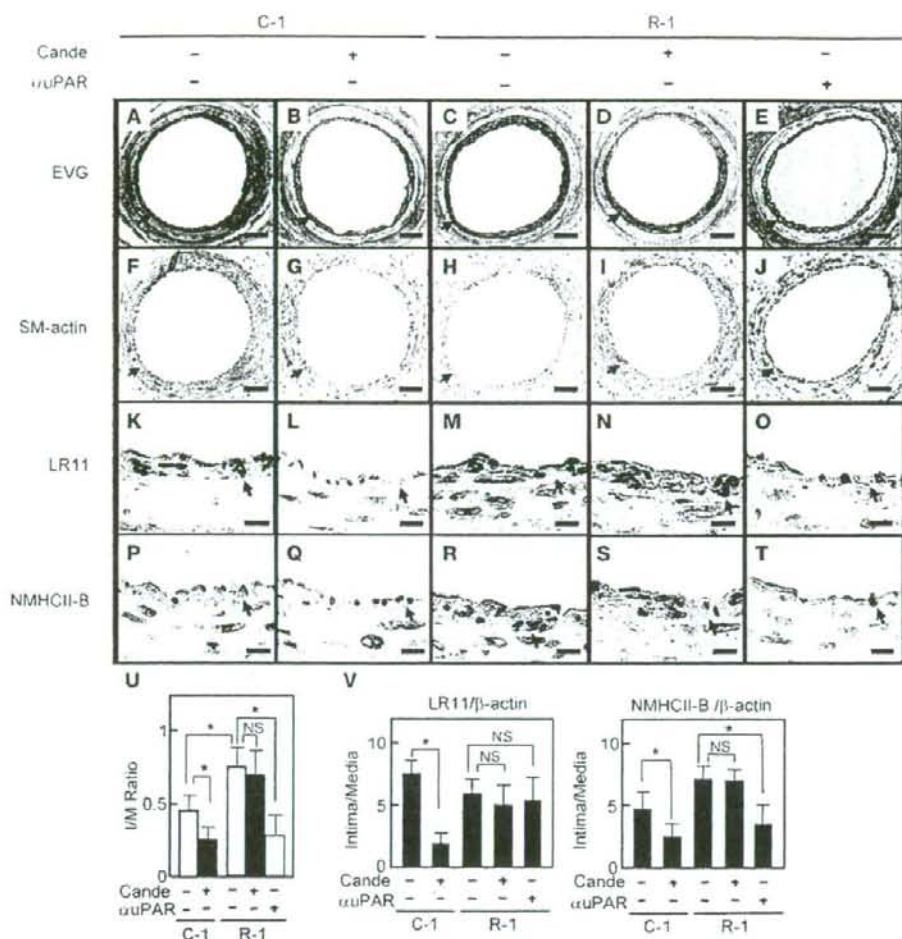 C-1 R-1
Cande - + - + -
αuPAR - - - - +
A B C D E
EVG
F G H I J
SM-actin
K L M N O
LR11
P Q R S T
NMHCII-B
U V
LR11/β-actin NMHCII-B /β-actin
1 * * NS
* 
0.5
0
I/M Ratio
10 * NS
NS
5
0
Intima/Media
10 * *
NS
5
0
Intima/Media
Cande - + - + - Cande - + - + - - + - + -
αuPAR - - - - + αuPAR - - - - + - - - - +
C-1 R-1 C-1 R-1 C-1 R-1